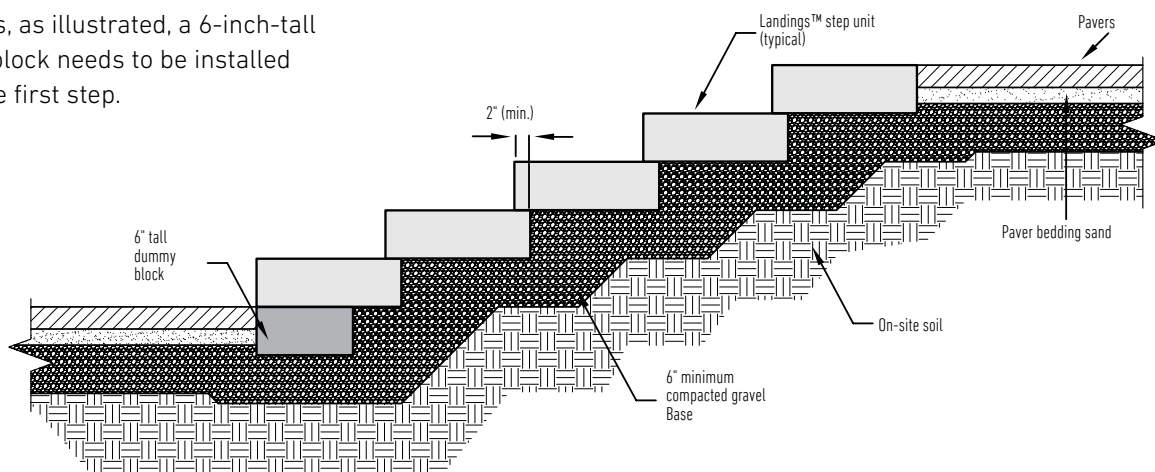 s, as illustrated, a 6-inch-tall
block needs to be installed
e first step.
Landings™ step unit
(typical)
Pavers
2" (min.)
6" tall
dummy
block
Paver bedding sand
On-site soil
6" minimum
compacted gravel
Base